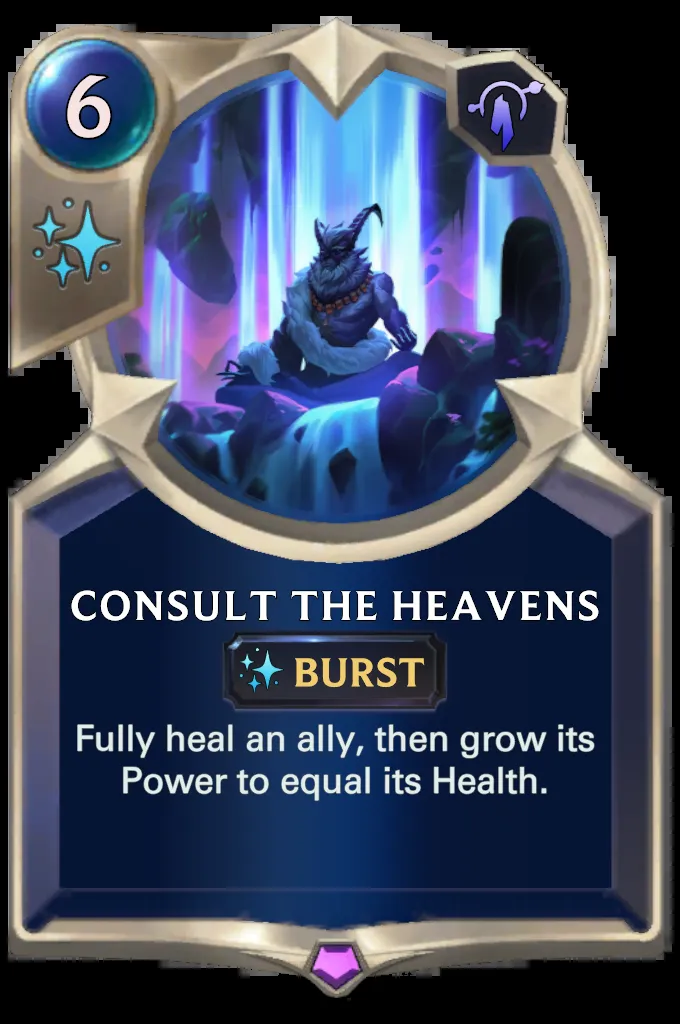 6
CONSULT THE HEAVENS
BURST
Fully heal an ally, then grow its
Power to equal its Health.